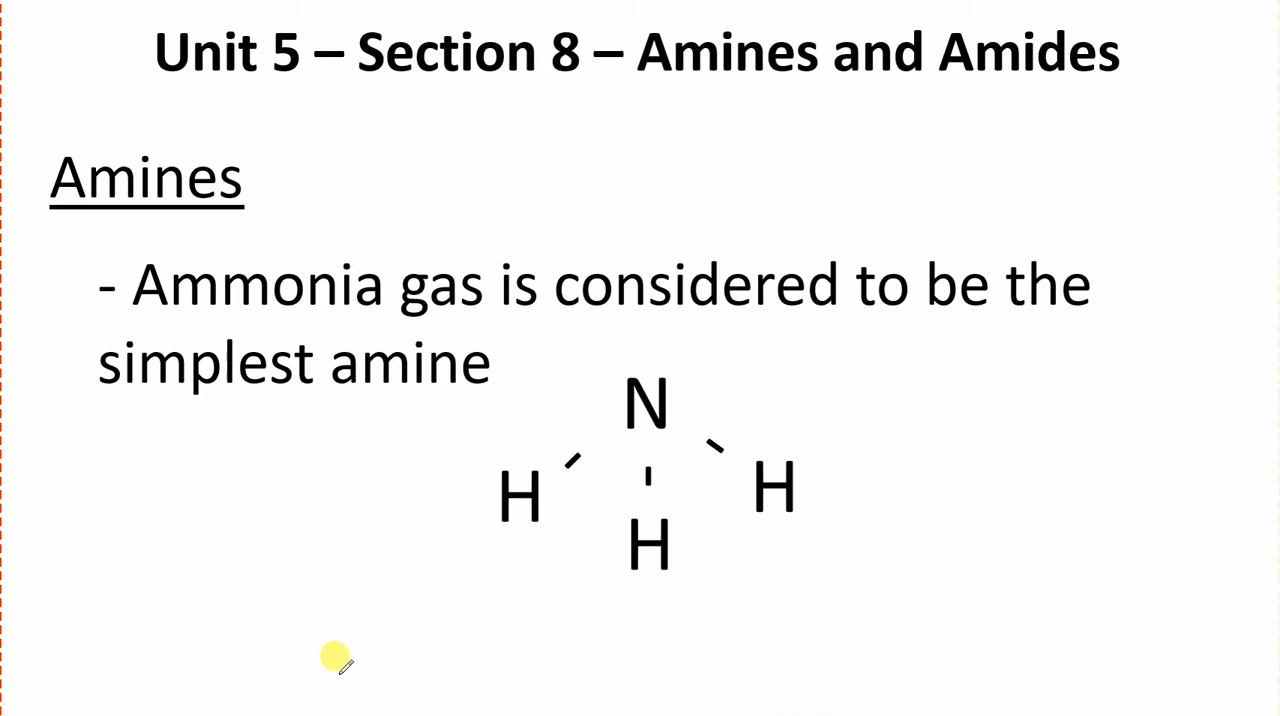 Unit 5 – Section 8 – Amines and Amides
Amines
- Ammonia gas is considered to be the
simplest amine
N
H H
H